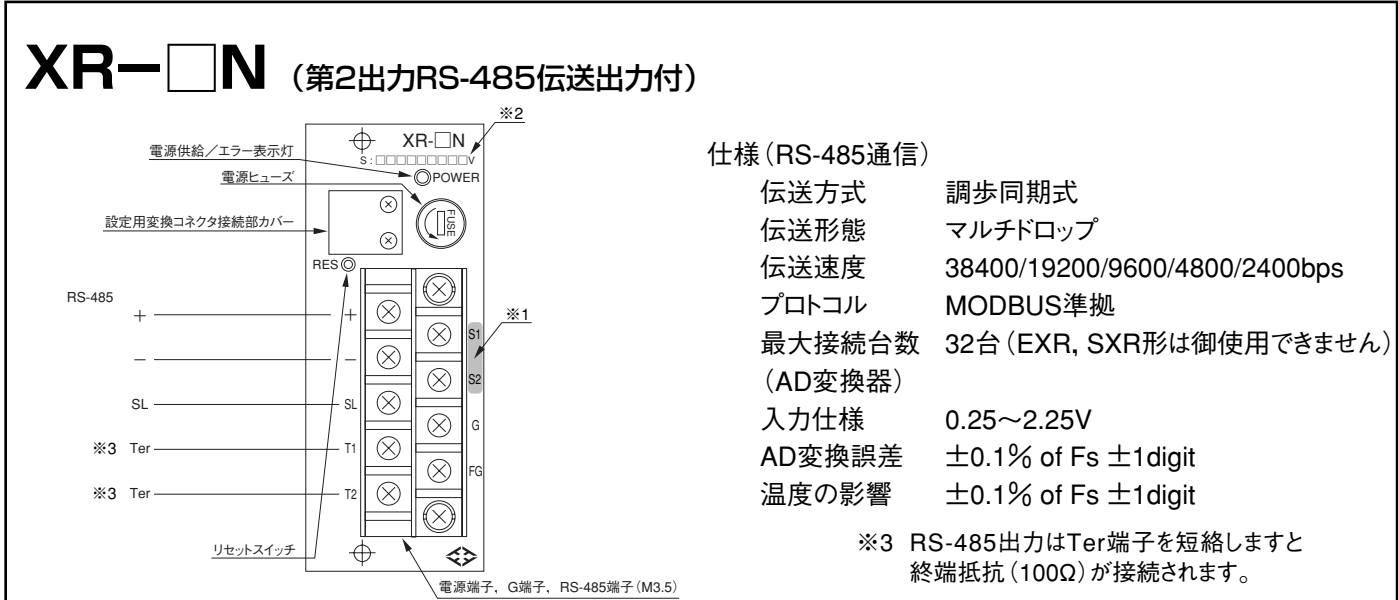 XR-□N (第2出力RS-485伝送出力付)
※2
電源供給／エラー表示灯
XR-□N
S:□□□□□□□□□V
電源ヒューズ
POWER
FUSE
設定用変換コネクタ接続部カバー
RES
RS-485
※1
+
+
S1
−
−
S2
SL
SL
G
※3 Ter
T1
FG
※3 Ter
T2
リセットスイッチ
電源端子，G端子，RS-485端子(M3.5)
仕様(RS-485通信)
伝送方式 調歩同期式
伝送形態 マルチドロップ
伝送速度 38400/19200/9600/4800/2400bps
プロトコル MODBUS準拠
最大接続台数 32台(EXR, SXR形は御使用できません)
(AD変換器)
入力仕様 0.25〜2.25V
AD変換誤差 ±0.1% of Fs ±1digit
温度の影響 ±0.1% of Fs ±1digit
※3 RS-485出力はTer端子を短絡しますと
終端抵抗(100Ω)が接続されます。